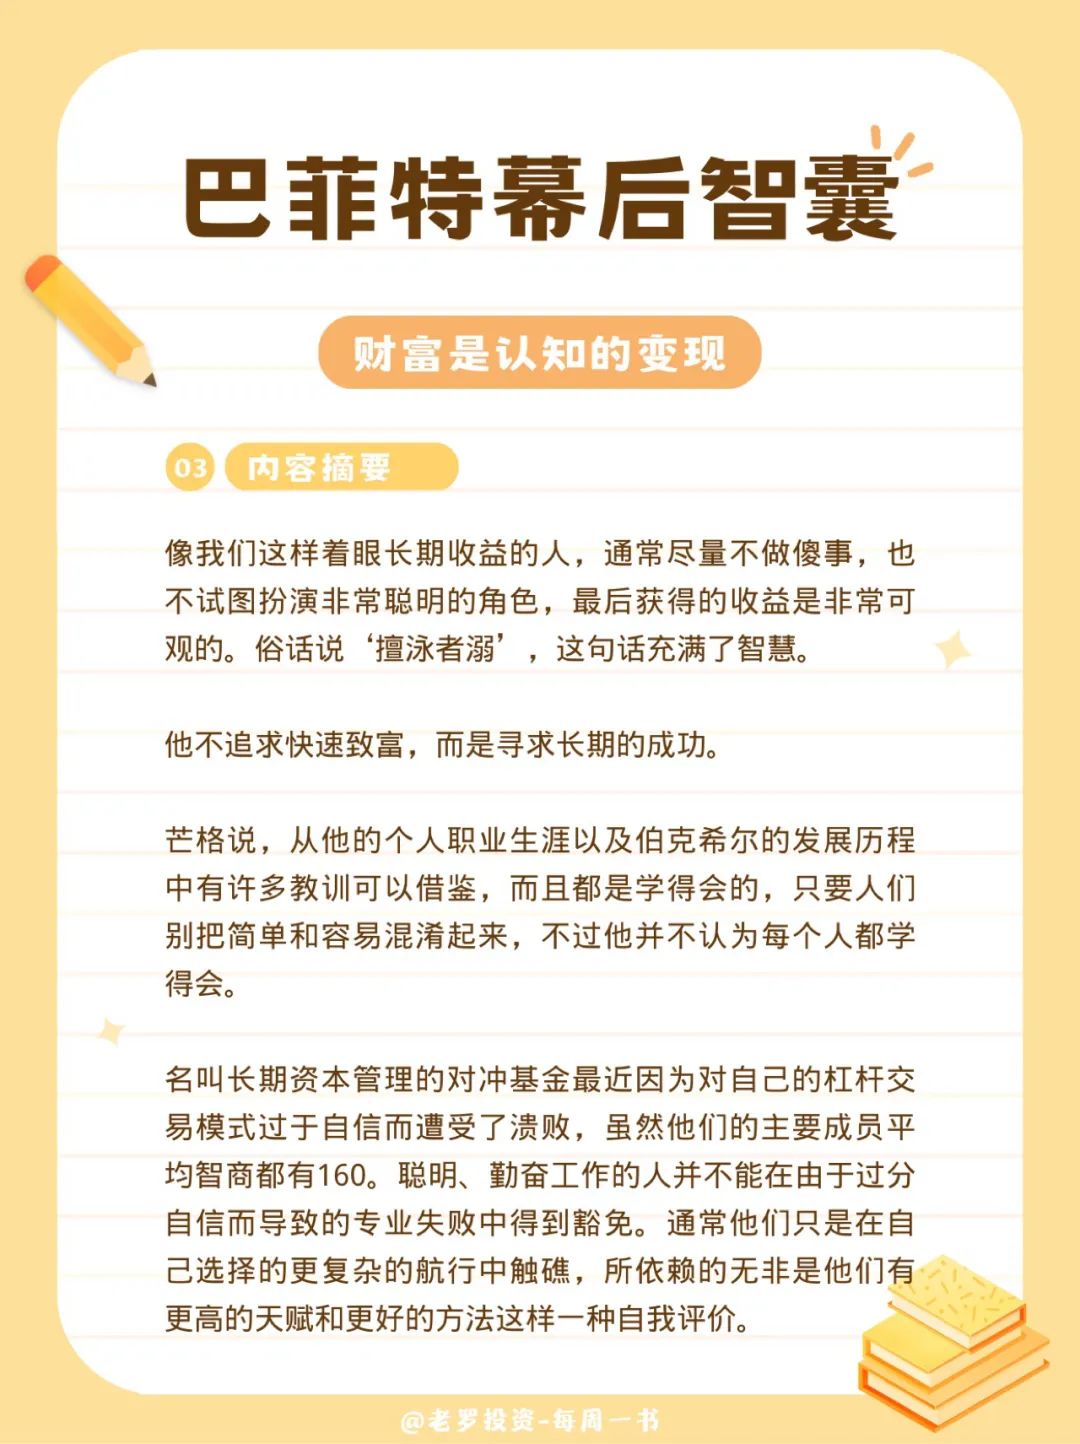 巴菲特幕后智囊
财富是认知的变现
03 内容摘要
像我们这样着眼长期收益的人，通常尽量不做傻事，也
不试图扮演非常聪明的角色，最后获得的收益是非常可
观的。俗话说‘擅泳者溺’，这句话充满了智慧。
他不追求快速致富，而是寻求长期的成功。
芒格说，从他的个人职业生涯以及伯克希尔的发展历程
中有许多教训可以借鉴，而且都是学得会的，只要人们
别把简单和容易混淆起来，不过他并不认为每个人都学
得会。
名叫长期资本管理的对冲基金最近因为对自己的杠杆交
易模式过于自信而遭受了溃败，虽然他们的主要成员平
均智商都有160。聪明、勤奋工作的人并不能在由于过分
自信而导致的专业失败中得到豁免。通常他们只是在自
己选择的更复杂的航行中触礁，所依赖的无非是他们有
更高的天赋和更好的方法这样一种自我评价。
@老罗投资-每周一书